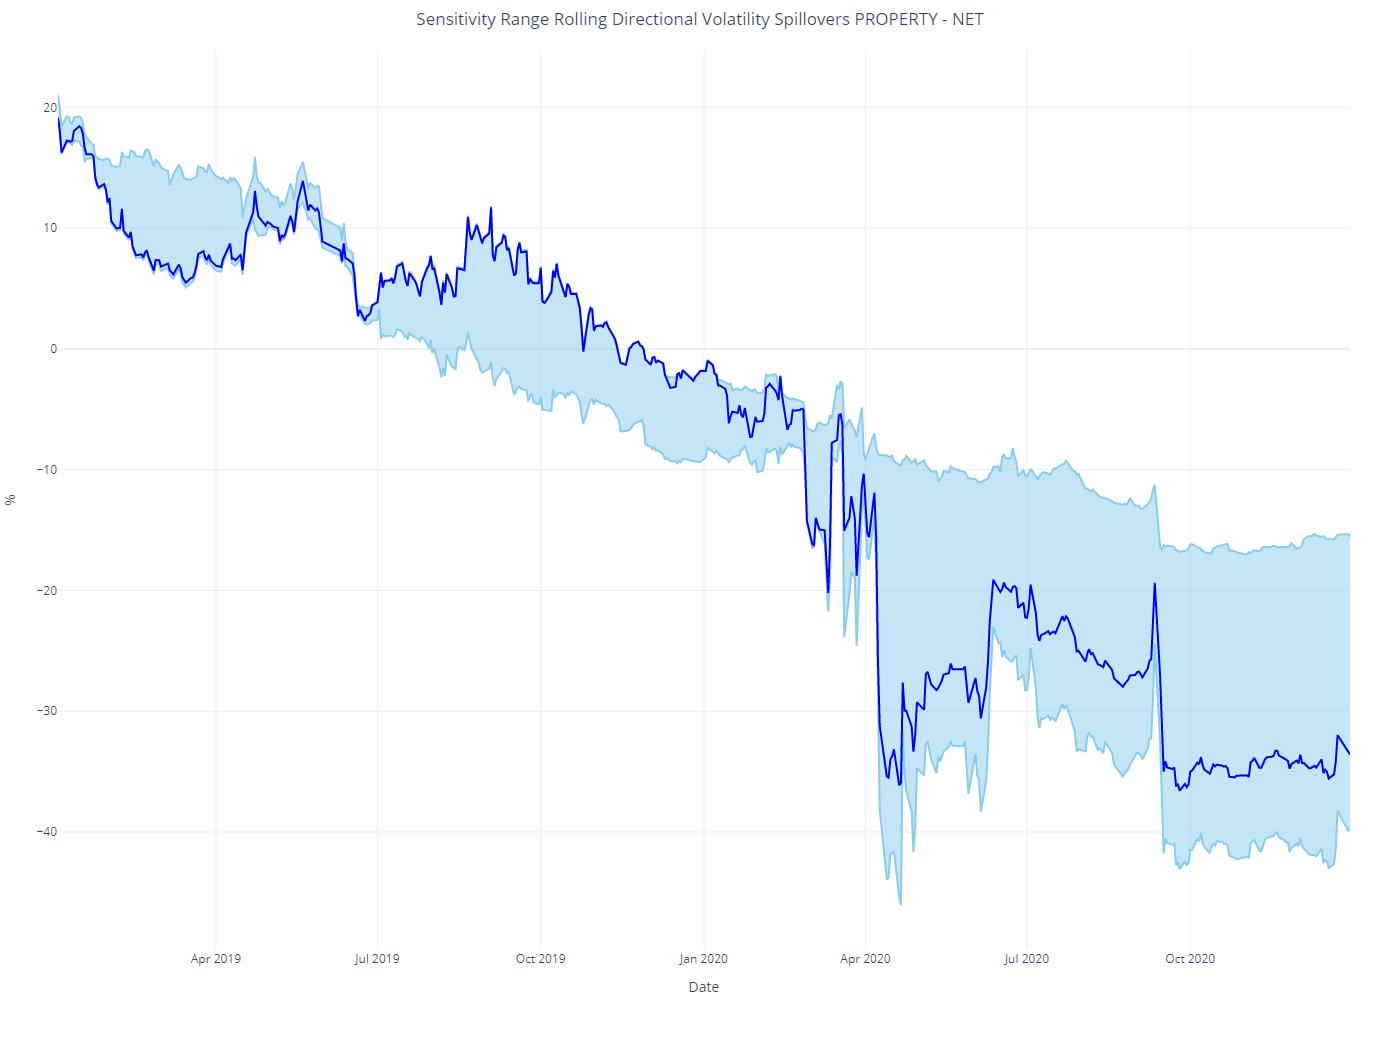 Sensitivity Range Rolling Directional Volatility Spillovers PROPERTY - NET
20
10
0
−10
−20
−30
−40
%
Apr 2019
Jul 2019
Oct 2019
Jan 2020
Apr 2020
Jul 2020
Oct 2020
Date